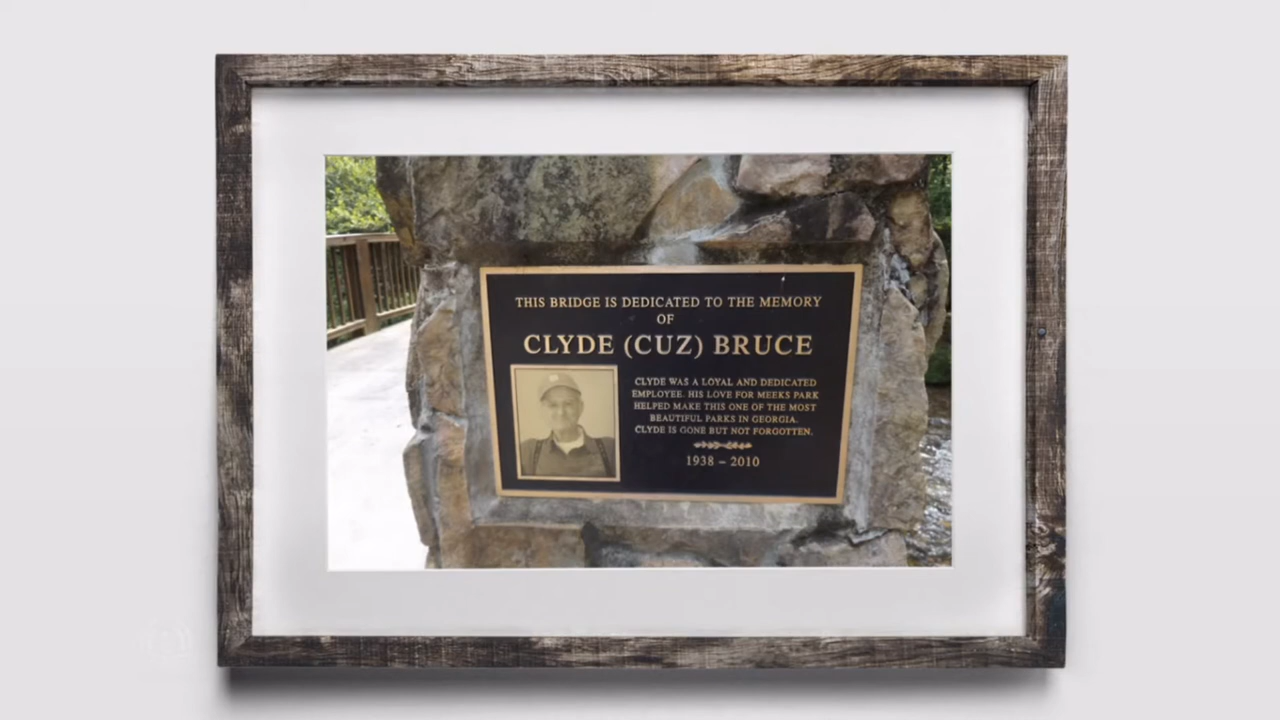 THIS BRIDGE IS DEDICATED TO THE MEMORY
OF
CLYDE (CUZ) BRUCE
CLYDE WAS A LOYAL AND DEDICATED
EMPLOYEE. HIS LOVE FOR MEEKS PARK
HELPED MAKE THIS ONE OF THE MOST
BEAUTIFUL PARKS IN GEORGIA.
CLYDE IS GONE BUT NOT FORGOTTEN.
1938 – 2010